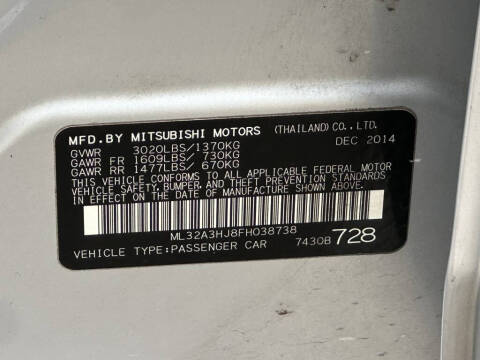 MFD.BY MITSUBISHI MOTORS (THAILAND)CO.,LTD.
GVWR 3020LBS/1370KG DEC 2014
GAWR FR 1609LBS/ 730KG
GAWR RR 1477LBS/ 670KG
THIS VEHICLE CONFORMS TO ALL APPLICABLE FEDERAL MOTOR
VEHICLE SAFETY, BUMPER, AND THEFT PREVENTION STANDARDS
IN EFFECT ON THE DATE OF MANUFACTURE SHOWN ABOVE.
ML32A3HJ8FH038738
VEHICLE TYPE:PASSENGER CAR 7430B 728